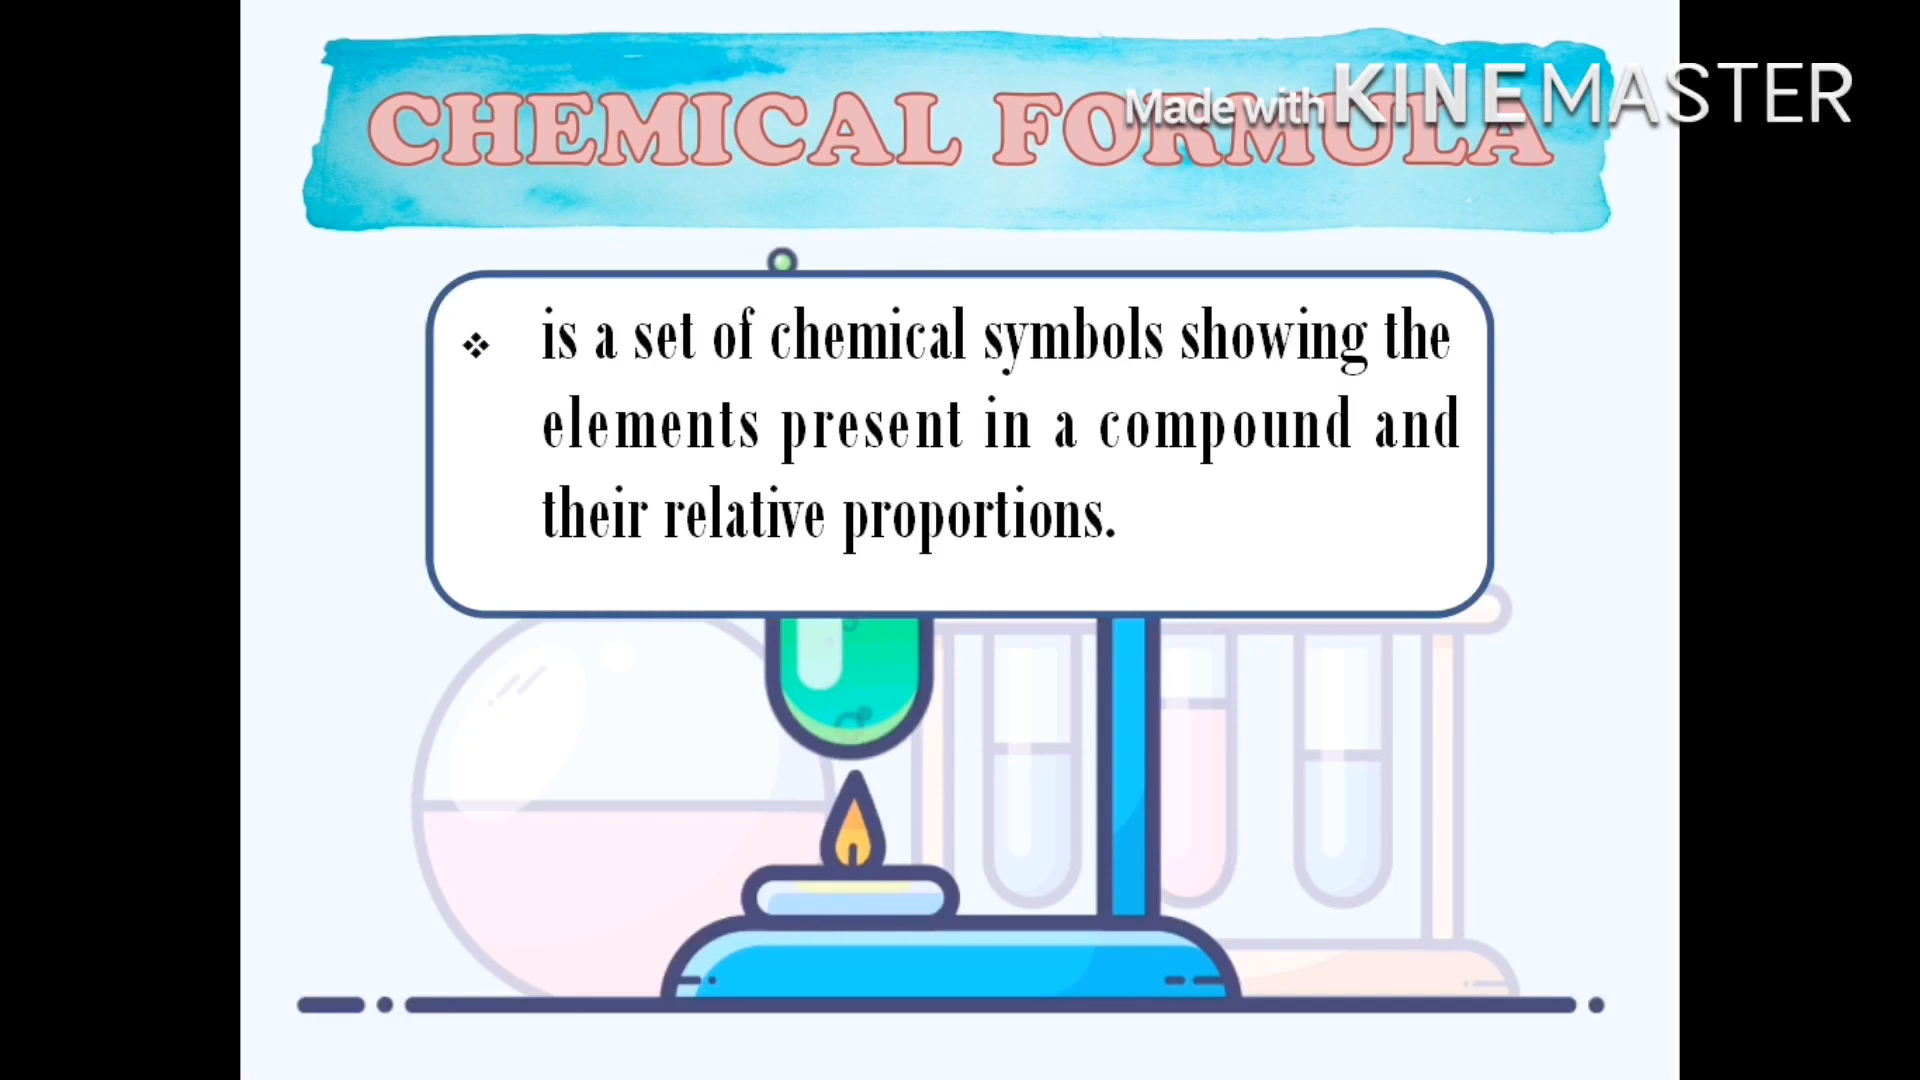 Made with KINEMASTER
CHEMICAL FORMULA
❖ is a set of chemical symbols showing the
elements present in a compound and
their relative proportions.